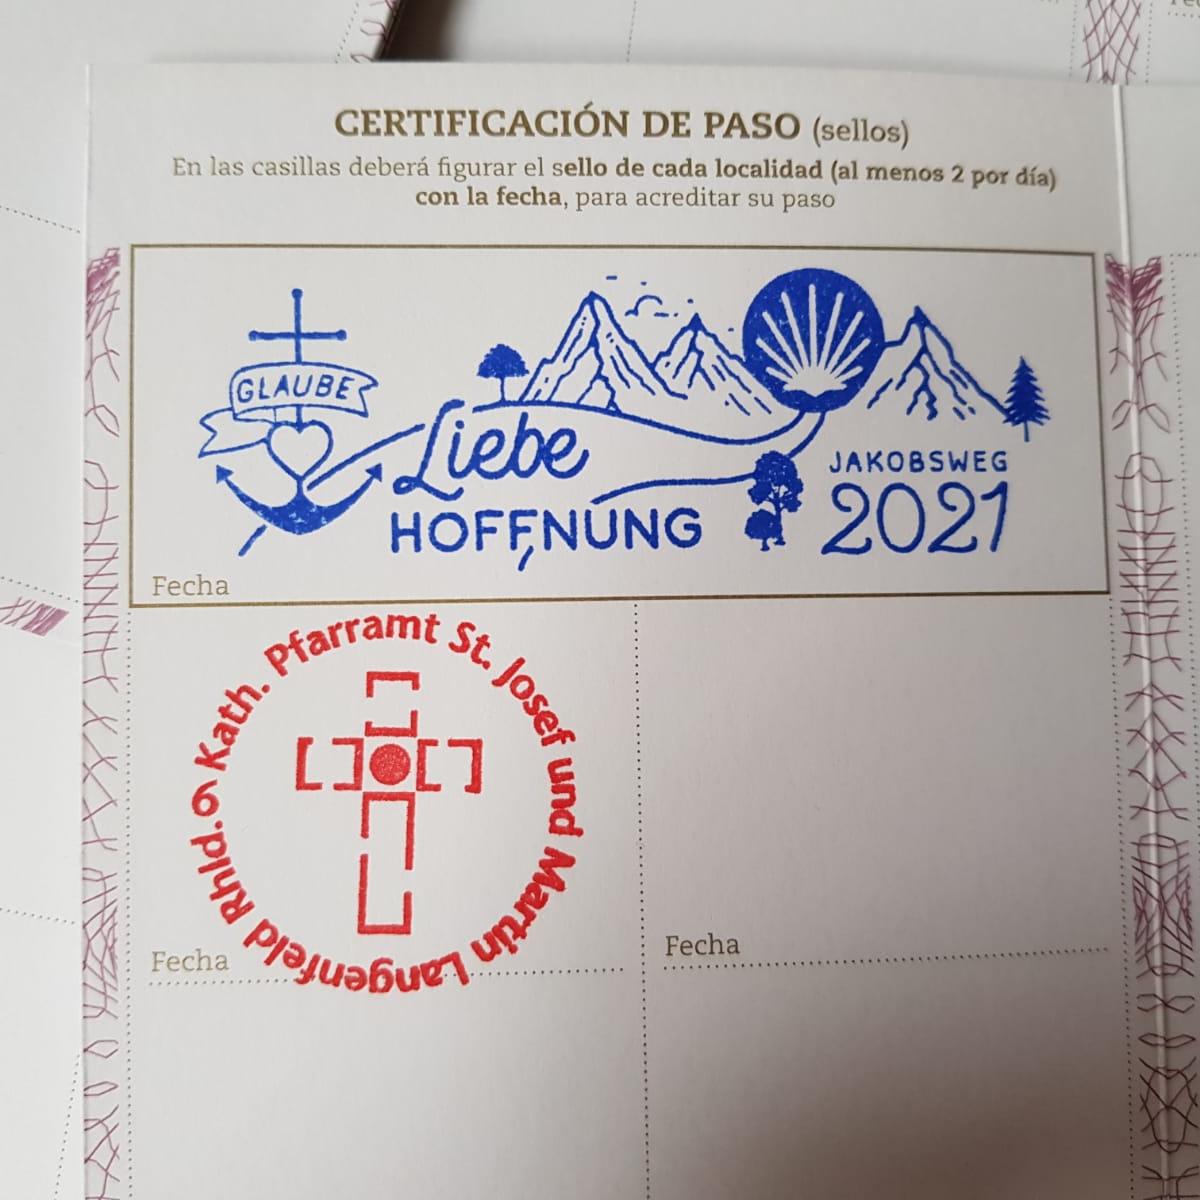 CERTIFICACIÓN DE PASO (sellos)
En las casillas deberá figurar el sello de cada localidad (al menos 2 por día)
con la fecha, para acreditar su paso
GLAUBE
Liebe
HOFFNUNG
JAKOBSWEG
2021
Fecha
Kath. Pfarramt St. Josef und Martin Langenfeld Rhld. 6
Fecha
Fecha